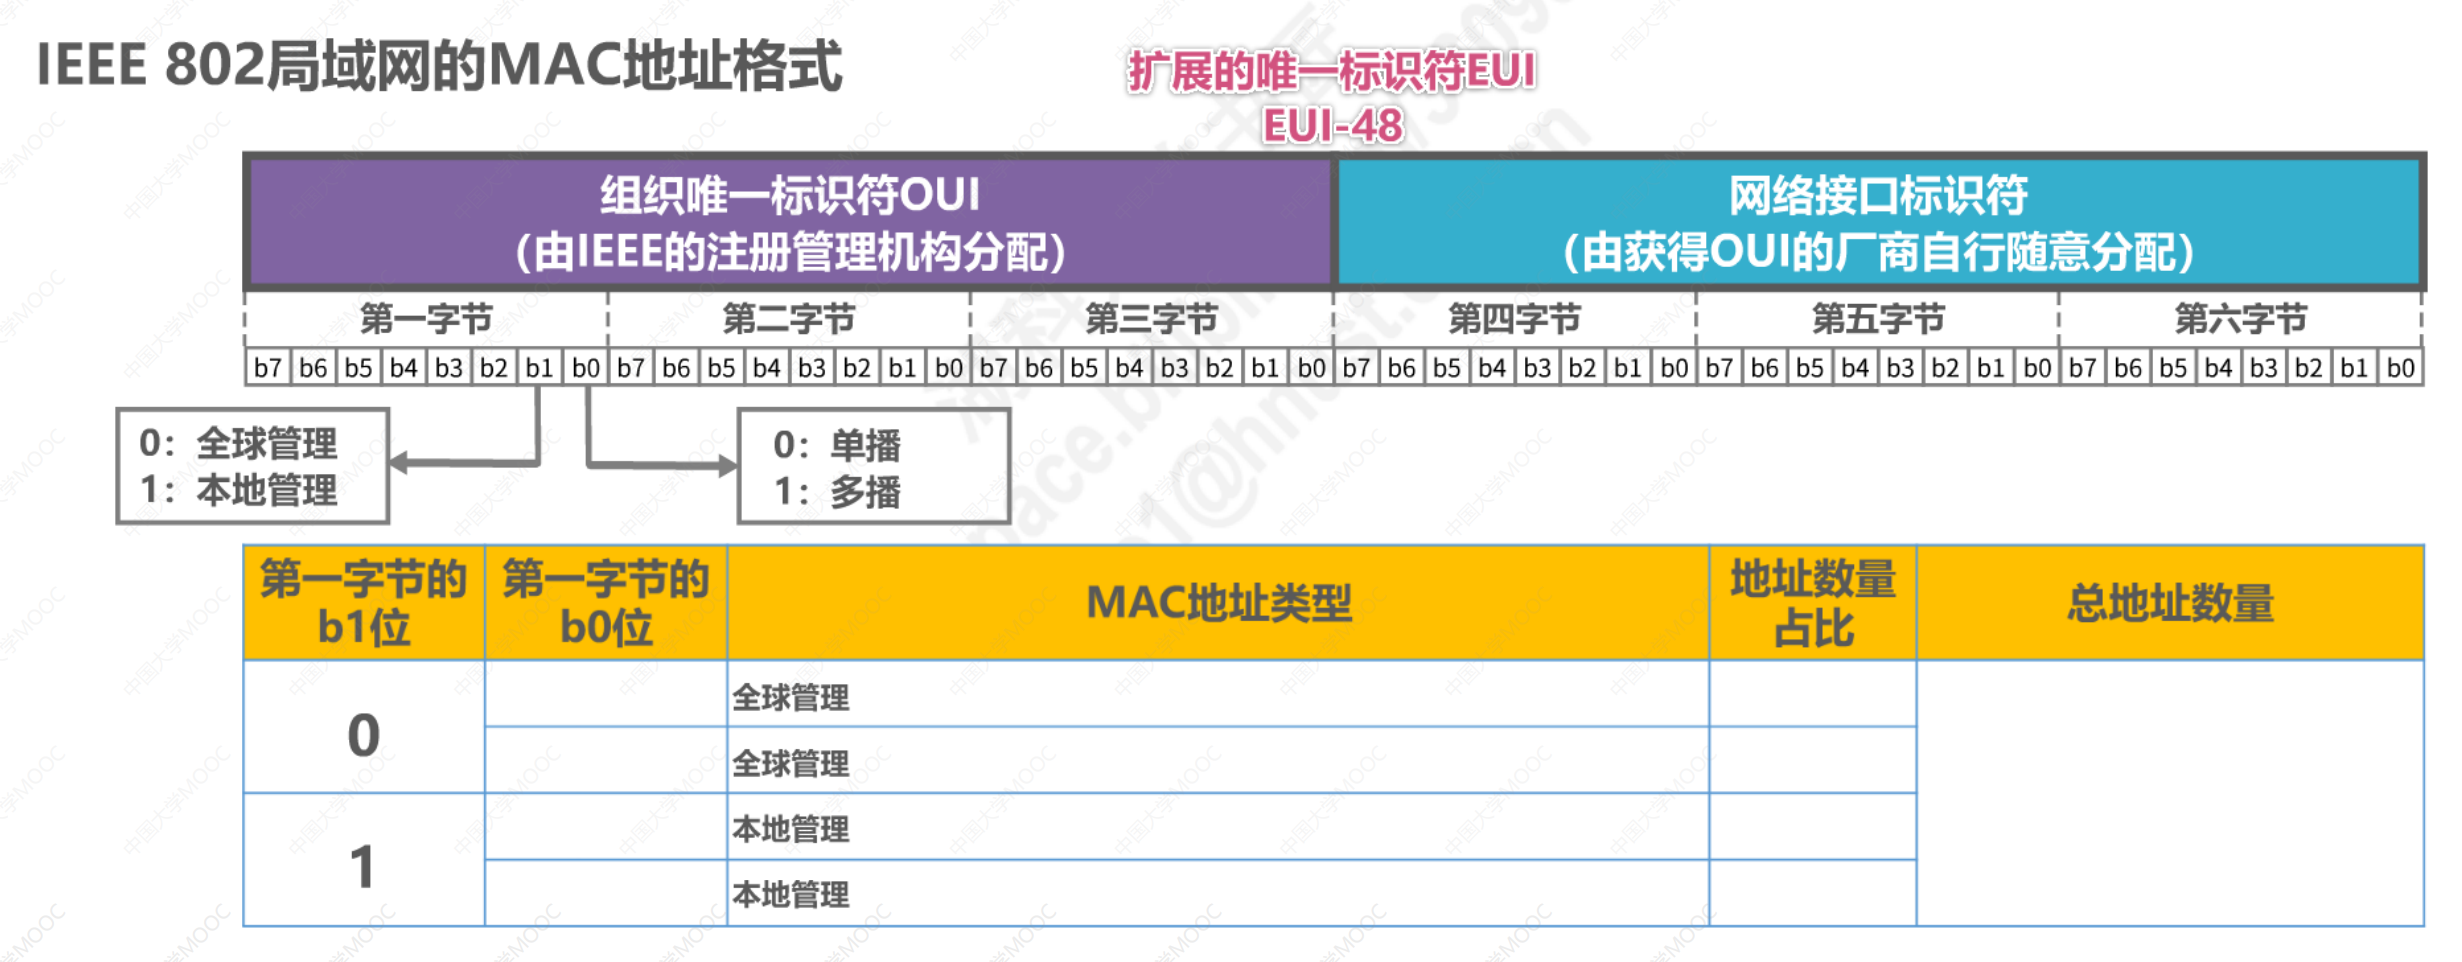 IEEE 802局域网的MAC地址格式
扩展的唯一标识符EUI
EUI-48
组织唯一标识符OUI
（由IEEE的注册管理机构分配）
网络接口标识符
（由获得OUI的厂商自行随意分配）
第一字节 第二字节 第三字节 第四字节 第五字节 第六字节
b7 b6 b5 b4 b3 b2 b1 b0 b7 b6 b5 b4 b3 b2 b1 b0 b7 b6 b5 b4 b3 b2 b1 b0 b7 b6 b5 b4 b3 b2 b1 b0 b7 b6 b5 b4 b3 b2 b1 b0 b7 b6 b5 b4 b3 b2 b1 b0
0：全球管理
1：本地管理
0：单播
1：多播
第一字节的
b1位
第一字节的
b0位
MAC地址类型
地址数量
占比
总地址数量
0
全球管理
全球管理
1
本地管理
本地管理
中国大学MOOC